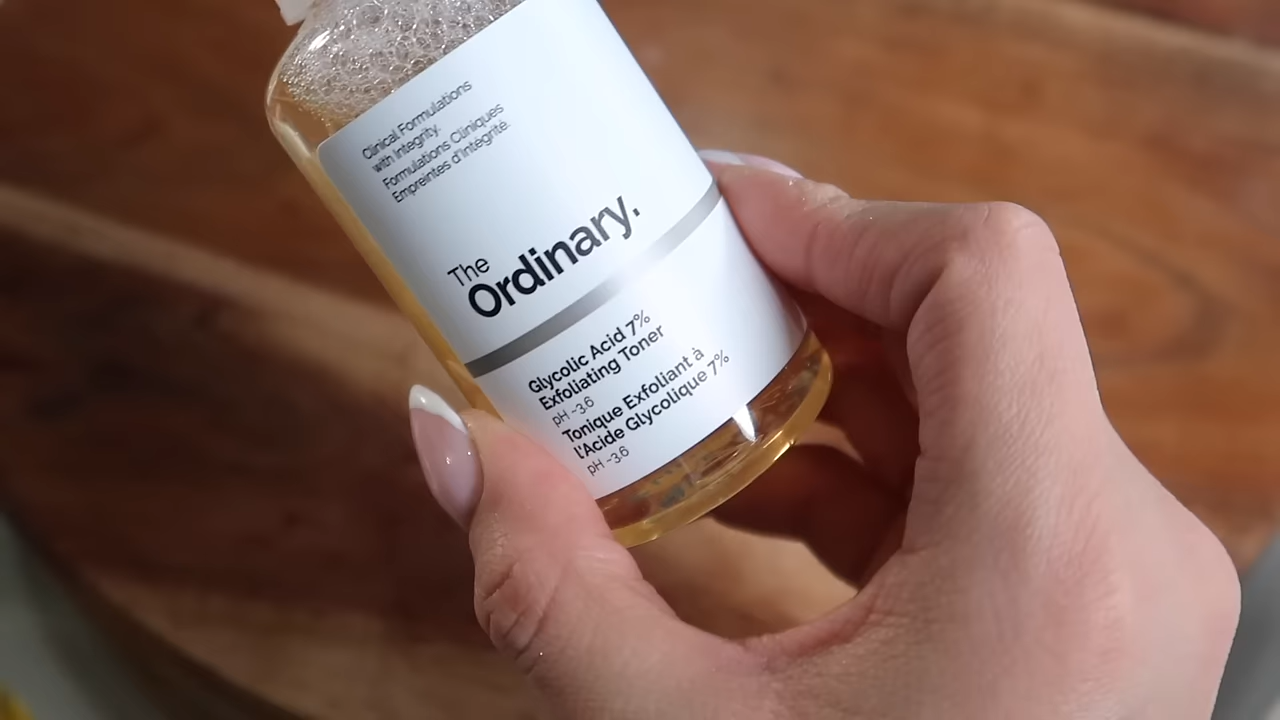 Clinical Formulations
with Integrity.
Formulations Cliniques
Empreintes d'Intégrité.
The
Ordinary.
Glycolic Acid 7%
Exfoliating Toner
pH ~3.6
Tonique Exfoliant à
l'Acide Glycolique 7%
pH ~3.6